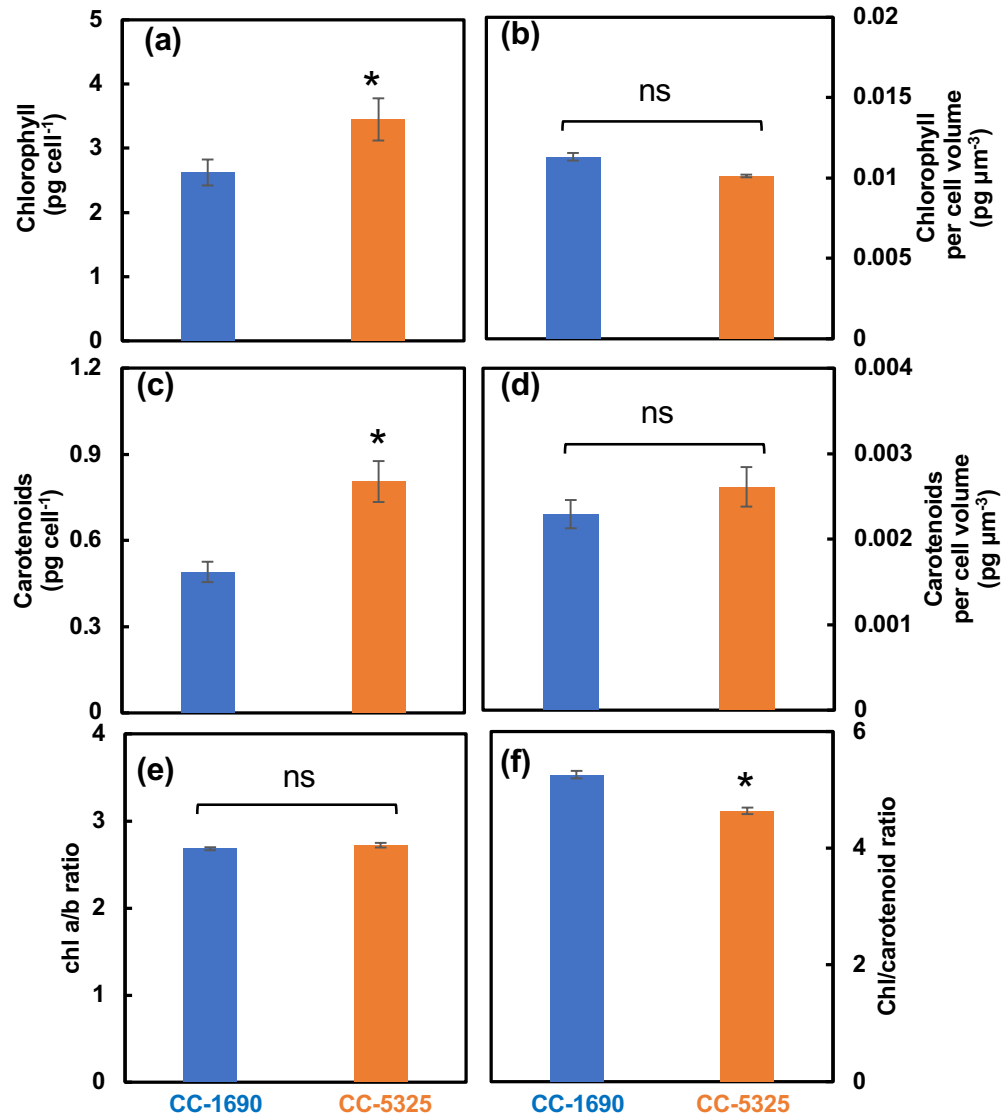 (a)
Chlorophyll
(pg cell⁻¹)
5
4
3
2
1
0
*
(b)
ns
0.02
0.015
0.01
0.005
0
Chlorophyll
per cell volume
(pg µm⁻³)
(c)
Carotenoids
(pg cell⁻¹)
1.2
0.9
0.6
0.3
0
*
(d)
ns
0.004
0.003
0.002
0.001
0
Carotenoids
per cell volume
(pg µm⁻³)
(e)
chl a/b ratio
4
3
2
1
0
ns
CC-1690 CC-5325
(f)
*
6
4
2
0
Chl/carotenoid ratio
CC-1690 CC-5325